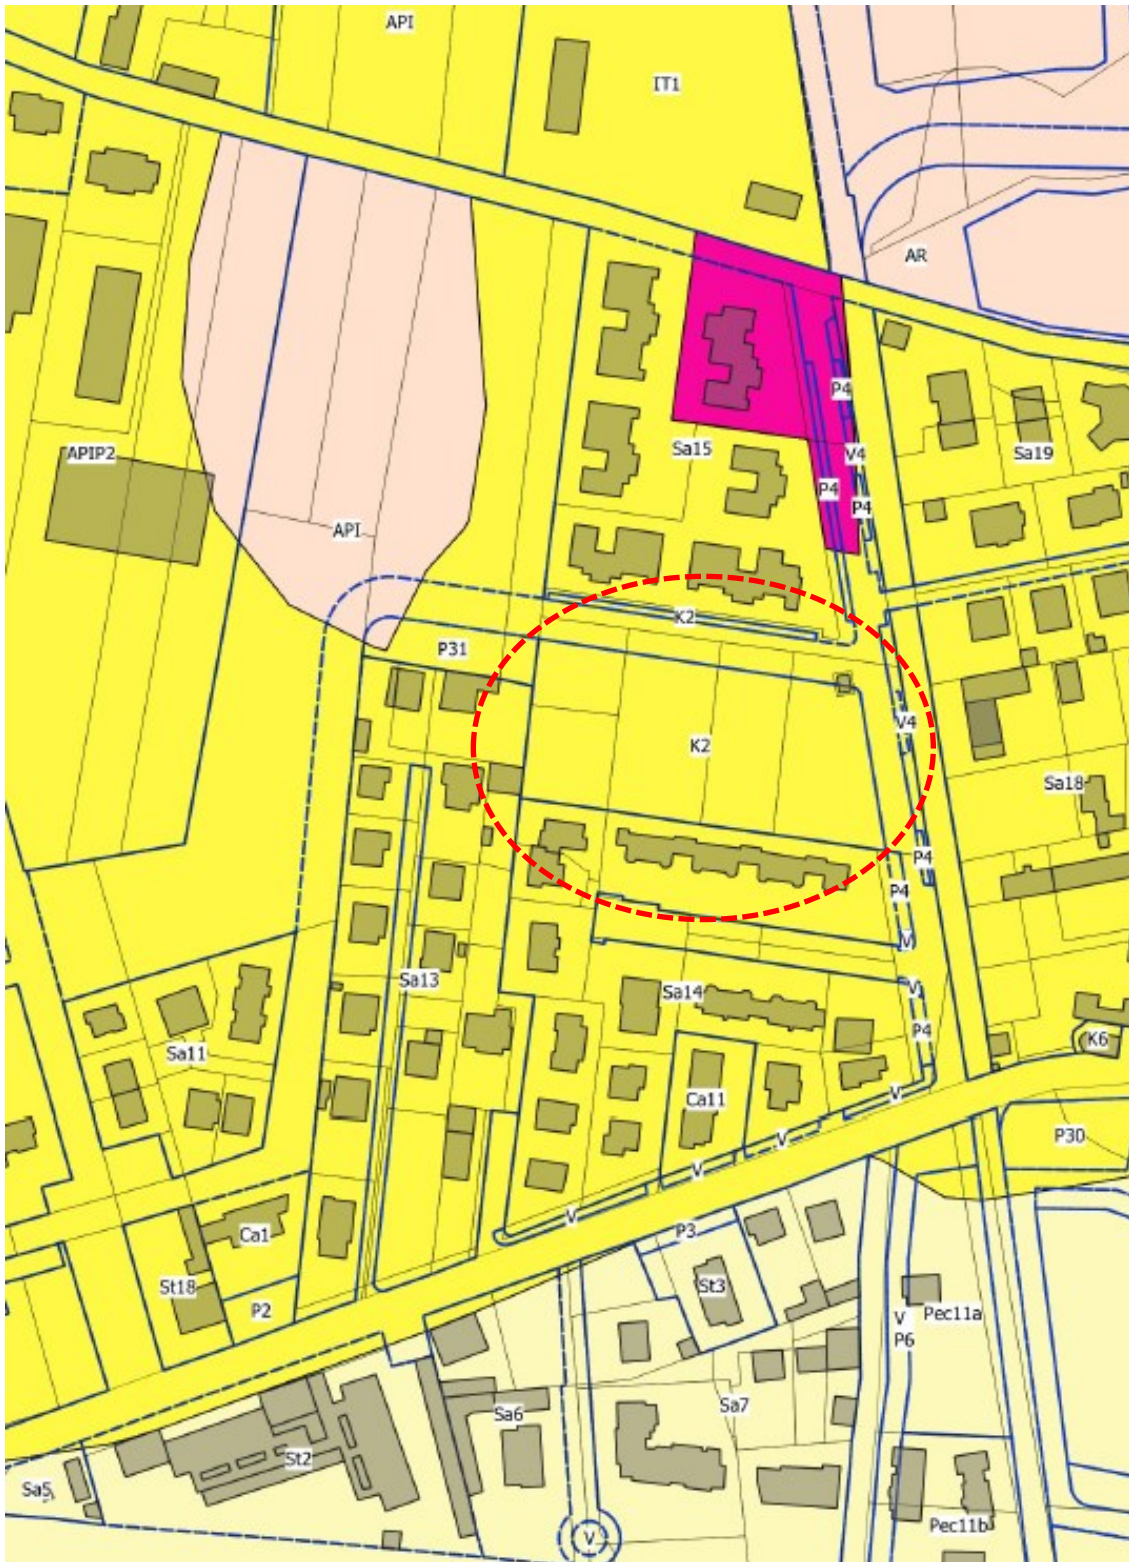 API
IT1
AR
P4
Sa15
V4
Sa19
APIP2
P4
P4
API
K2
P31
V4
K2
Sa18
P4
P4
V
Sa13
Sa14
V
P4
K6
Sa11
Ca11
V
P30
V
V
V
P3
Ca1
St18
St3
P2
Pec11a
V
P6
Sa7
Sa6
St2
Sa5
Pec11b
V